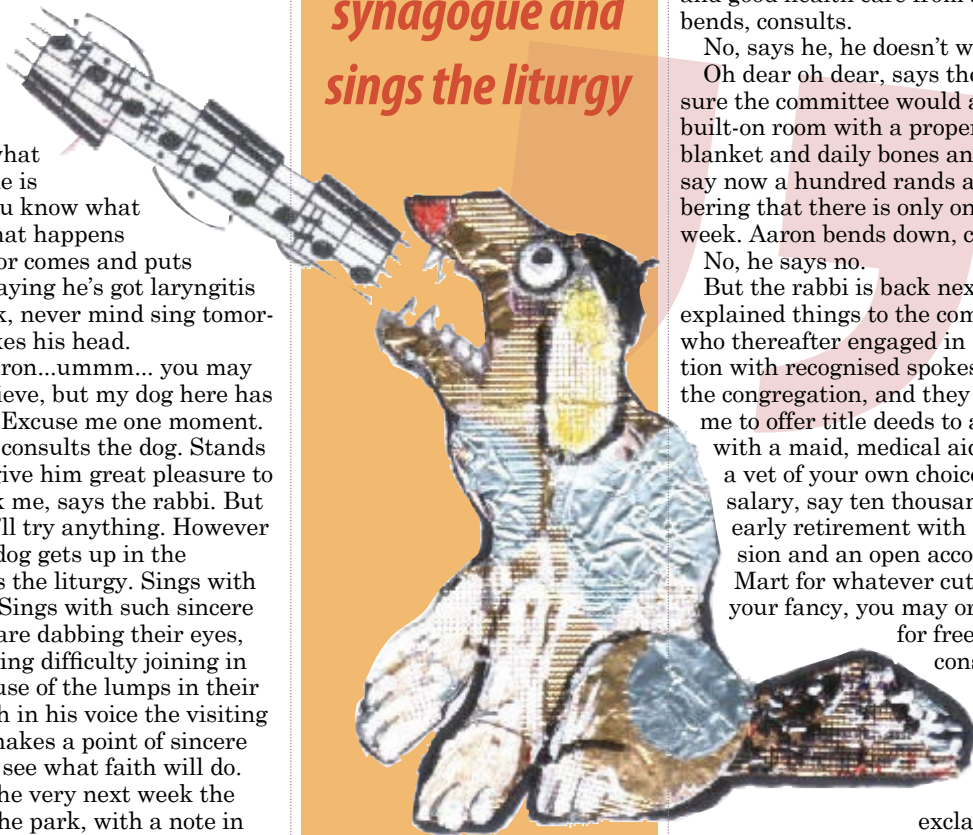 what
e is
u know what
hat happens
or comes and puts
aying he's got laryngitis
k, never mind sing tomor-
kes his head.
aron...ummm... you may
ieve, but my dog here has
Excuse me one moment.
consults the dog. Stands
give him great pleasure to
k me, says the rabbi. But
'll try anything. However
dog gets up in the
s the liturgy. Sings with
Sings with such sincere
are dabbing their eyes,
ing difficulty joining in
use of the lumps in their
h in his voice the visiting
makes a point of sincere
see what faith will do.
he very next week the
he park, with a note in
synagogue and
sings the liturgy
bends, consults.
No, says he, he doesn't w
Oh dear oh dear, says the
sure the committee would a
built-on room with a proper
blanket and daily bones an
say now a hundred rands a
bering that there is only on
week. Aaron bends down, c
No, he says no.
But the rabbi is back nex
explained things to the com
who thereafter engaged in
tion with recognised spokes
the congregation, and they
me to offer title deeds to a
with a maid, medical aid
a vet of your own choice
salary, say ten thousan
early retirement with
sion and an open acco
Mart for whatever cut
your fancy, you may or
for free
cons
excla